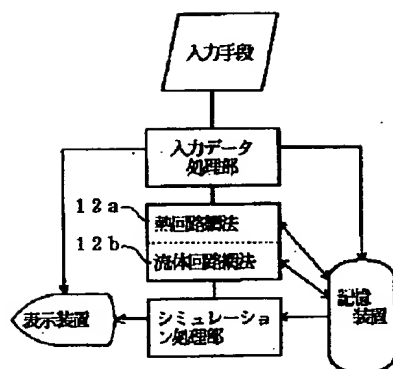 入力手段
入力データ
処理部
12a
熱回路網法
12b
流体回路網法
表示装置
シミュレーショ
ン処理部
記憶
装置